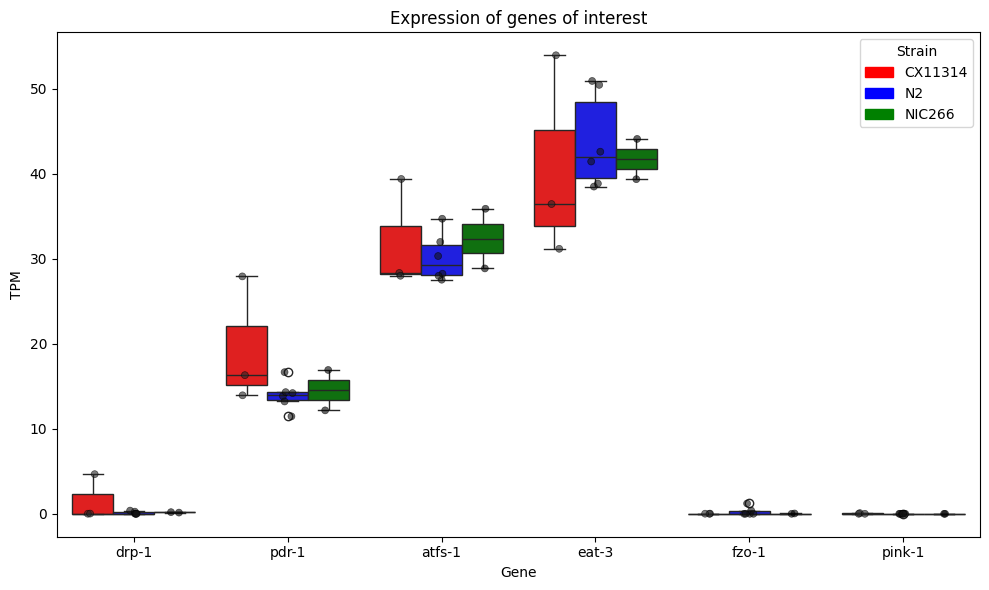 Expression of genes of interest
Strain
CX11314
N2
NIC266
TPM
50
40
30
20
10
0
drp-1
pdr-1
atfs-1
eat-3
fzo-1
pink-1
Gene